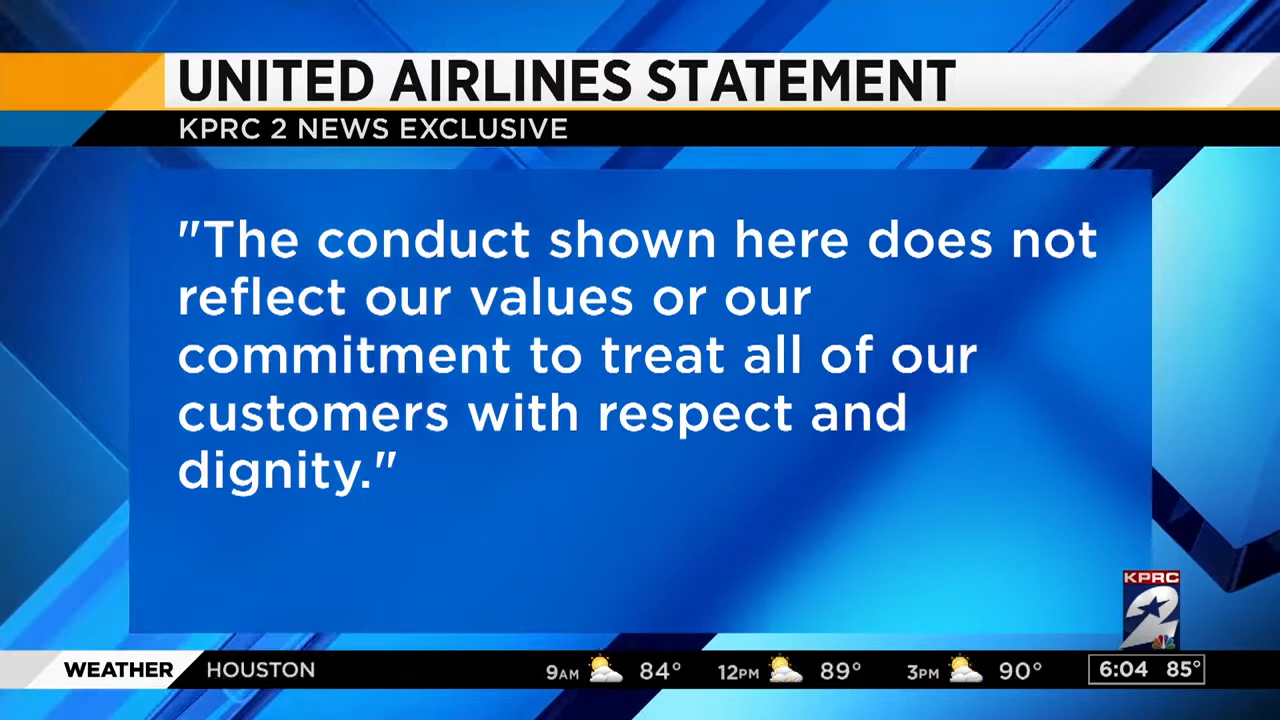 UNITED AIRLINES STATEMENT
KPRC 2 NEWS EXCLUSIVE
"The conduct shown here does not
reflect our values or our
commitment to treat all of our
customers with respect and
dignity."
KPRC
2
WEATHER HOUSTON 9AM 84° 12PM 89° 3PM 90° 6:04 85°